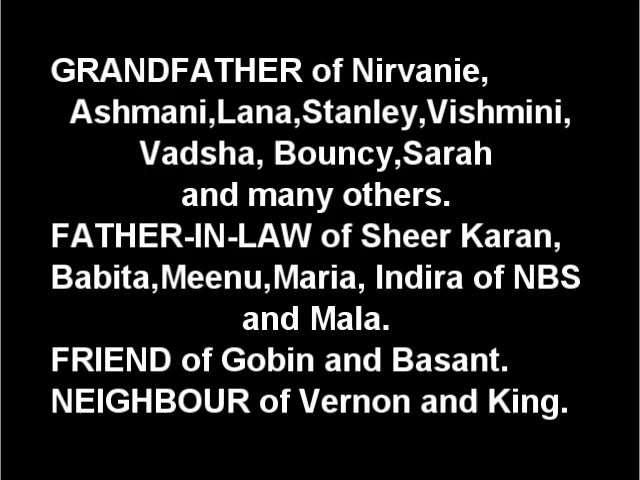 GRANDFATHER of Nirvanie,
Ashmani,Lana,Stanley,Vishmini,
Vadsha, Bouncy,Sarah
and many others.
FATHER-IN-LAW of Sheer Karan,
Babita,Meenu,Maria, Indira of NBS
and Mala.
FRIEND of Gobin and Basant.
NEIGHBOUR of Vernon and King.